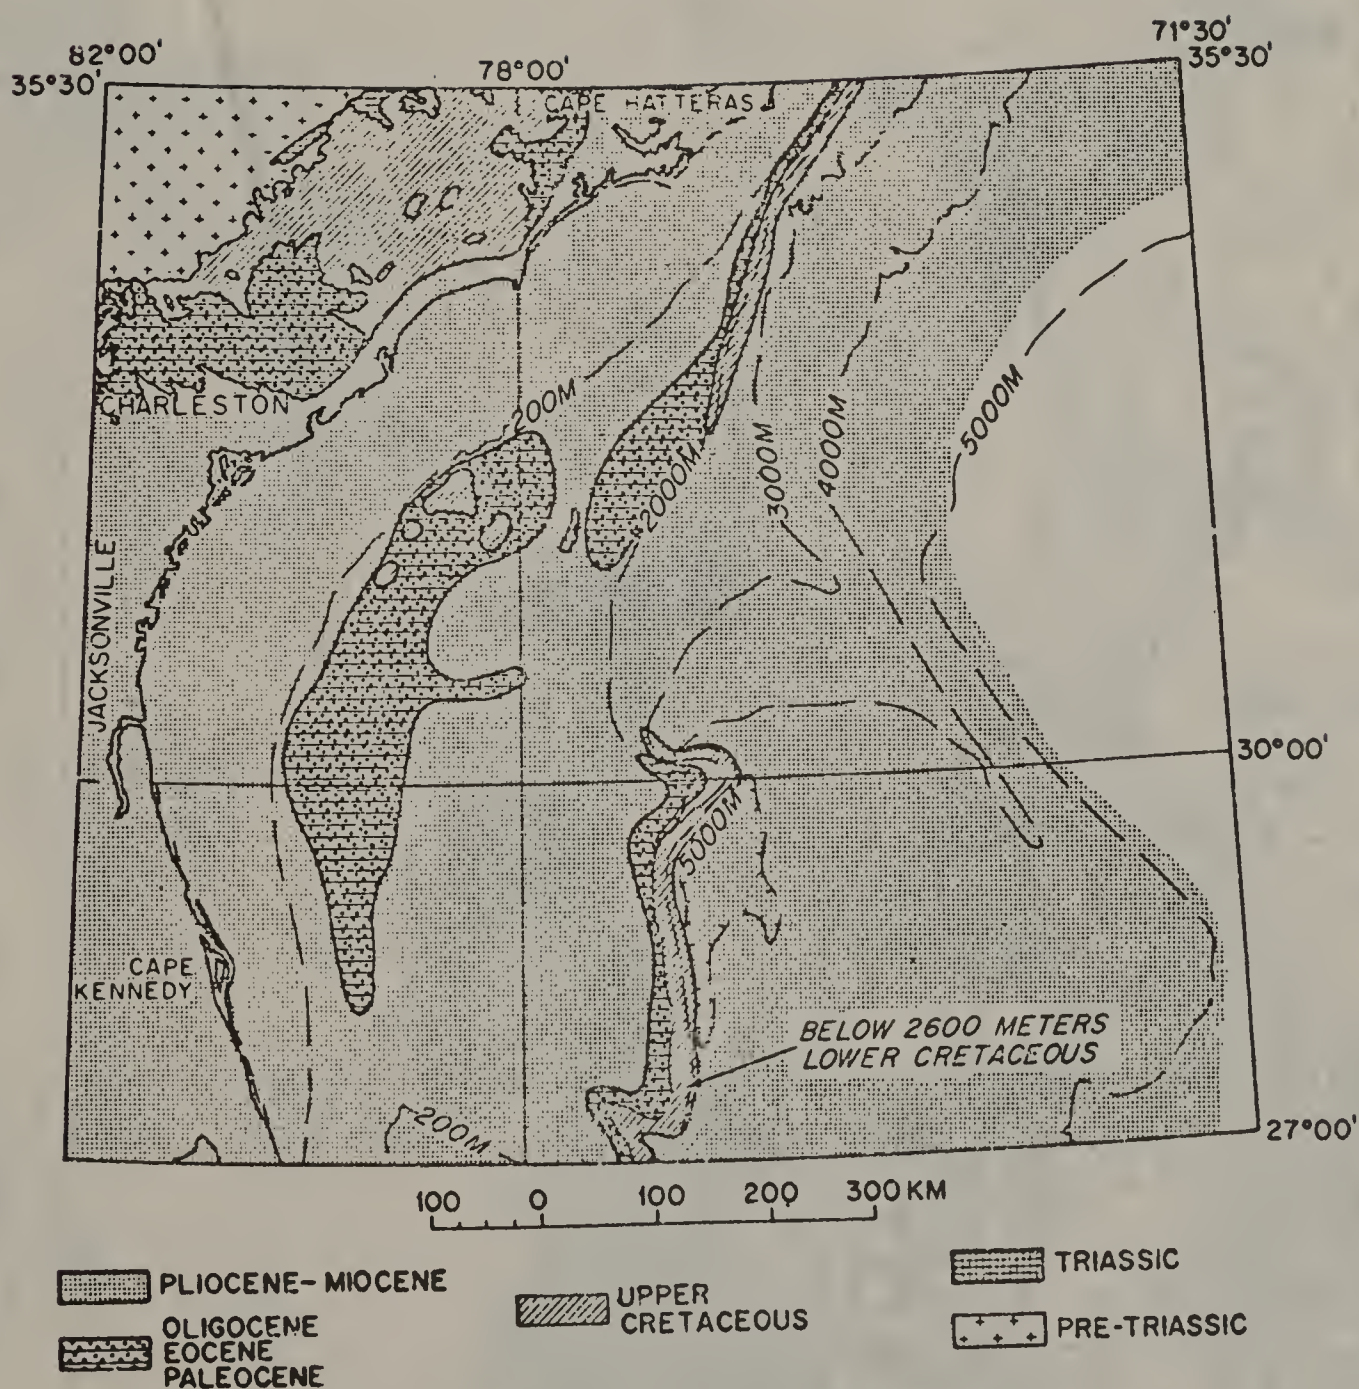 82°00'
71°30'
35°30'
78°00'
35°30'
CAPE HATTERAS
CHARLESTON
200M
2000M
3000M
4000M
5000M
JACKSONVILLE
30°00'
5000M
CAPE
KENNEDY
BELOW 2600 METERS
LOWER CRETACEOUS
200M
27°00'
100 0 100 200 300 KM
PLIOCENE-MIOCENE
OLIGOCENE
EOCENE
PALEOCENE
UPPER
CRETACEOUS
TRIASSIC
PRE-TRIASSIC